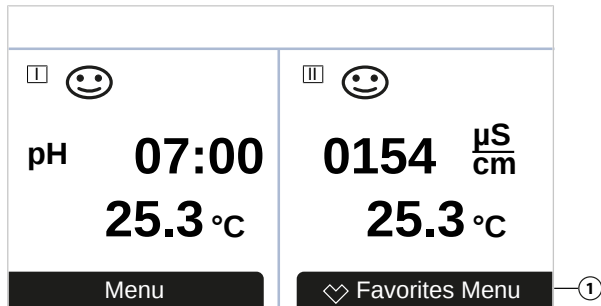 I
II
pH 07:00
0154 µS
cm
25.3 °C
25.3 °C
Menu
Favorites Menu
1